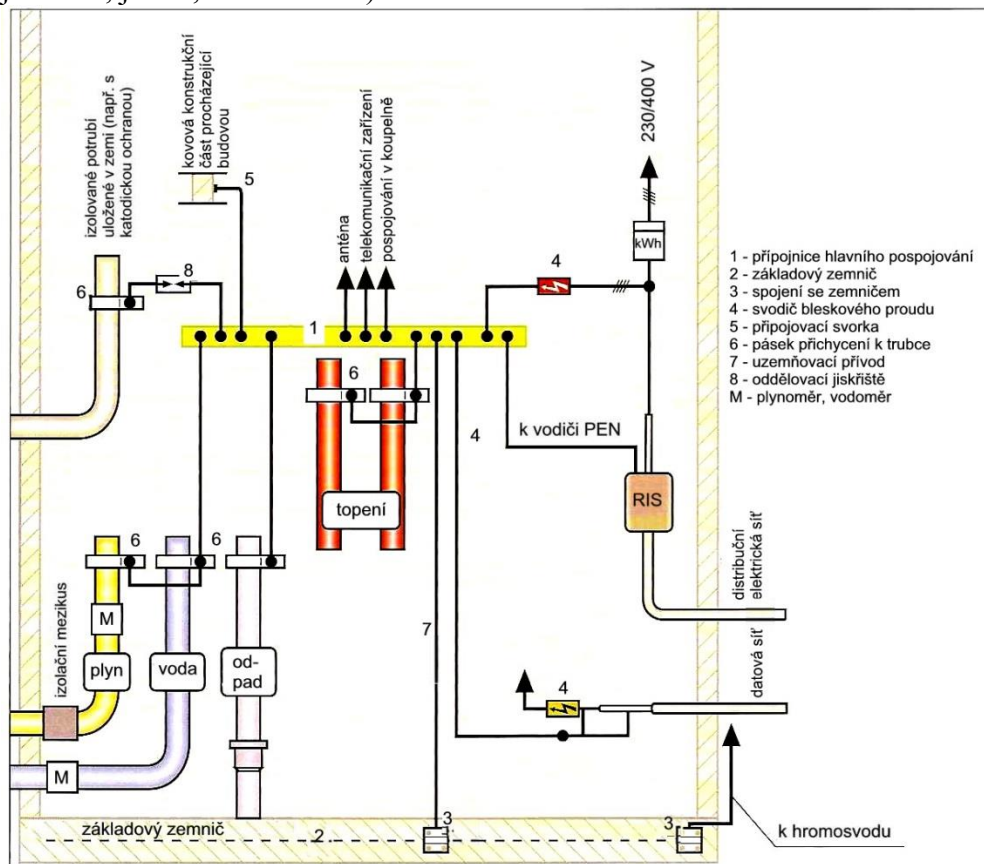 izolované potrubí
uložené v zemi (např. s
katodickou ochranou)
kovová konstrukční
část procházející
budovou
5
anténa
telekomunikační zařízení
pospojování v koupelně
230/400 V
kWh
4
8
6
1
1 - přípojnice hlavního pospojování
2 - základový zemnič
3 - spojení se zemničem
4 - svodič bleskového proudu
5 - připojovací svorka
6 - pásek přichycení k trubce
7 - uzemňovací přívod
8 - oddělovací jiskřiště
M - plynoměr, vodoměr
6
4
k vodiči PEN
RIS
topení
6
6
distribuční
elektrická síť
izolační mezikus
M
plyn
voda
od-
pad
7
4
datová síť
M
základový zemnič
2
3
3
k hromosvodu